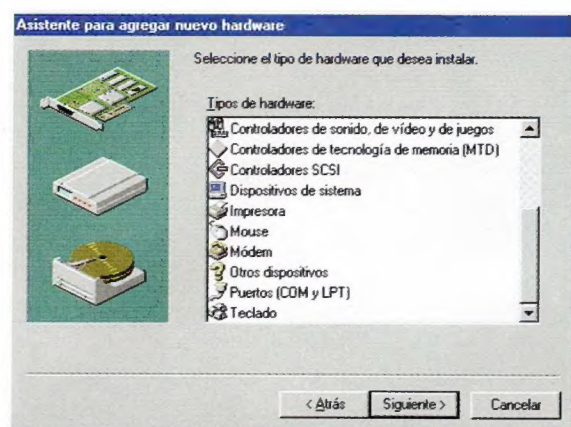 Asistente para agregar nuevo hardware
Seleccione el tipo de hardware que desea instalar.
Tipos de hardware:
Controladores de sonido, de vídeo y de juegos
Controladores de tecnología de memoria (MTD)
Controladores SCSI
Dispositivos de sistema
Impresora
Mouse
Módem
Otros dispositivos
Puertos (COM y LPT)
Teclado
< Atrás
Siguiente >
Cancelar